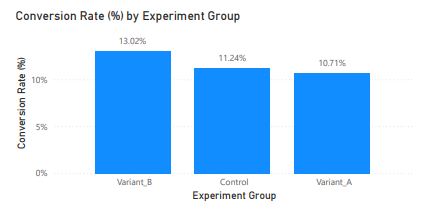 Conversion Rate (%) by Experiment Group
Conversion Rate (%)
10%
5%
0%
13.02%
11.24%
10.71%
Variant_B
Control
Variant_A
Experiment Group